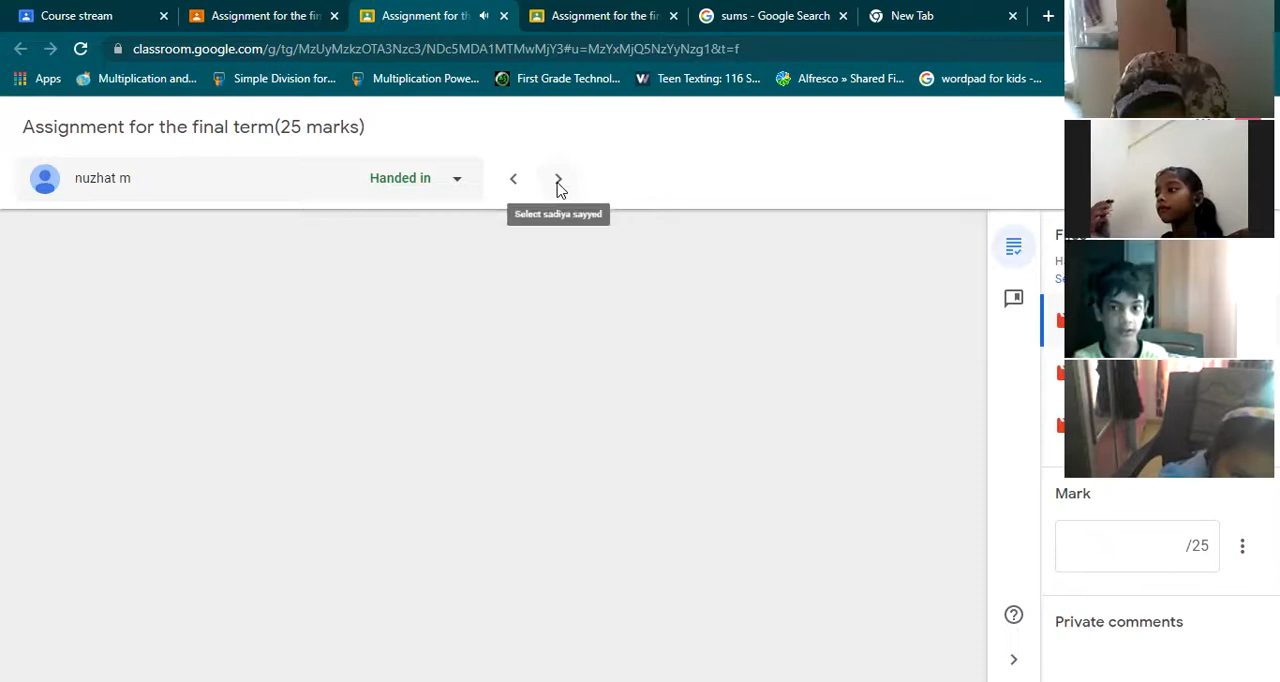 Course stream
Assignment for the fin
Assignment for th
Assignment for the fi
sums - Google Search
New Tab
classroom.google.com/g/tg/MzUyMzkzOTA3Nzc3/NDc5MDA1MTMwMjY3#u=MzYxMjQ5NzYyNzg1&t=f
Apps
Multiplication and...
Simple Division for...
Multiplication Powe...
First Grade Technol...
Teen Texting: 116 S...
Alfresco » Shared Fi...
wordpad for kids -...
Assignment for the final term(25 marks)
nuzhat m
Handed in
Select sadiya sayyed
Mark
/25
Private comments